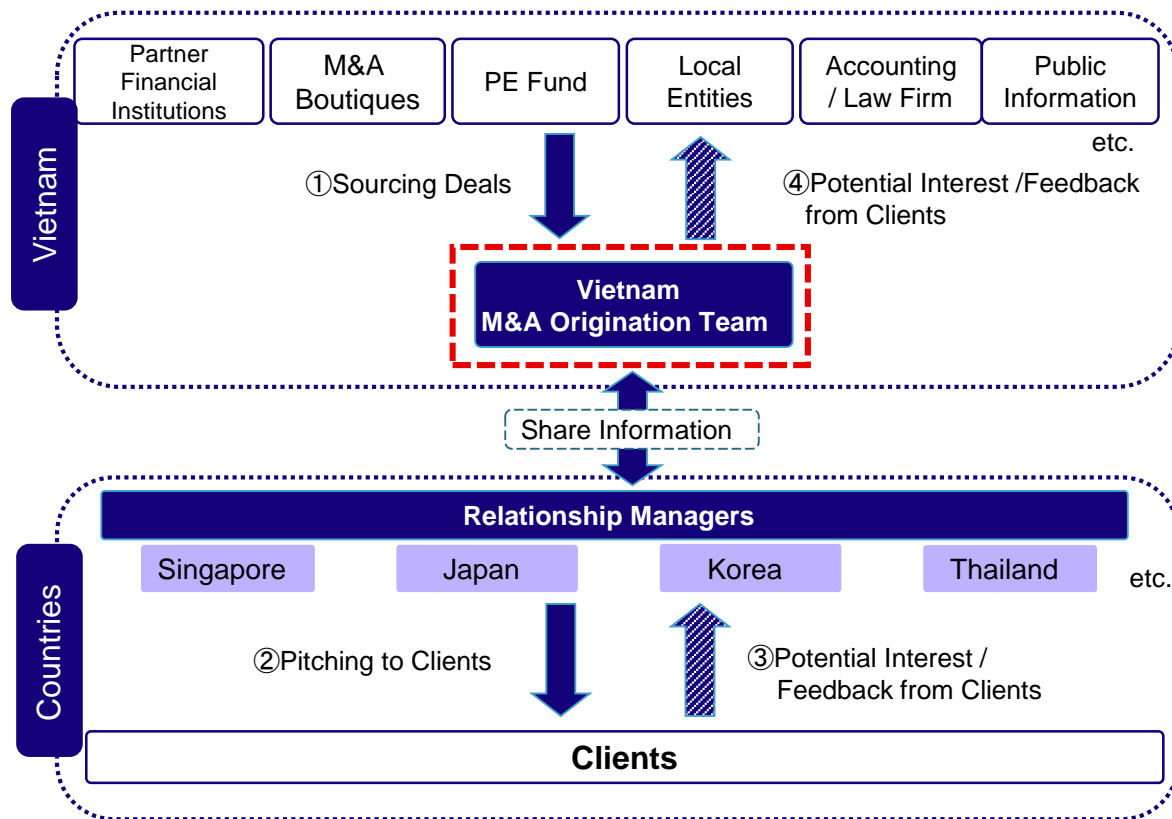 Vietnam
Partner
Financial
Institutions
M&A
Boutiques
PE Fund
Local
Entities
Accounting
/ Law Firm
Public
Information
etc.
①Sourcing Deals
④Potential Interest /Feedback
from Clients
Vietnam
M&A Origination Team
Share Information
Countries
Relationship Managers
Singapore
Japan
Korea
Thailand
etc.
②Pitching to Clients
③Potential Interest /
Feedback from Clients
Clients